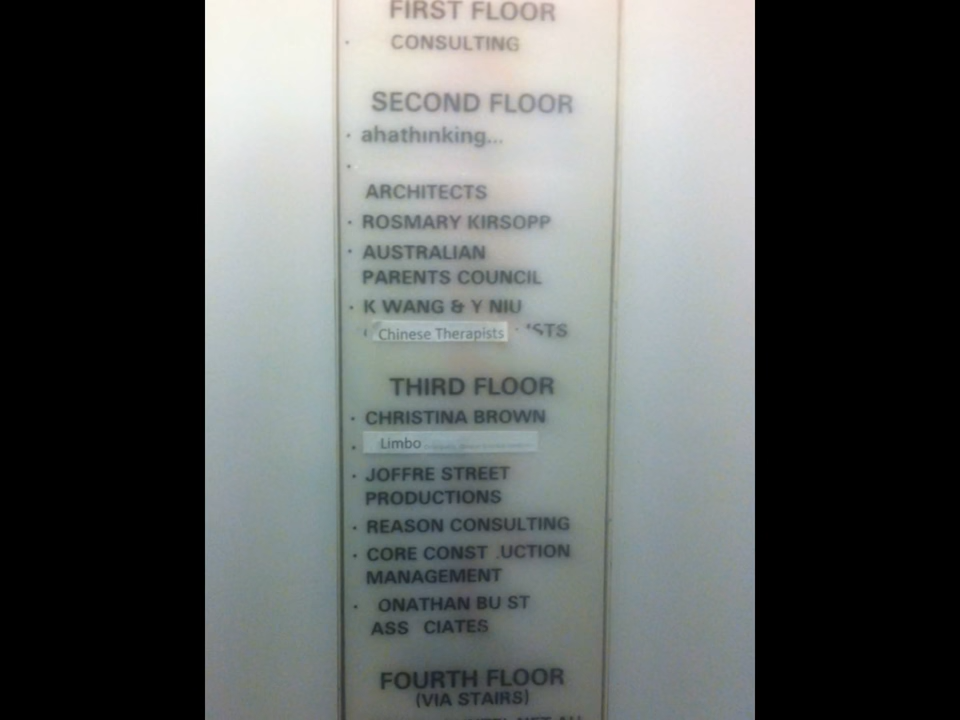 FIRST FLOOR
CONSULTING
SECOND FLOOR
ahathinking...
ARCHITECTS
ROSMARY KIRSOPP
AUSTRALIAN
PARENTS COUNCIL
K WANG & Y NIU
Chinese Therapists STS
THIRD FLOOR
CHRISTINA BROWN
Limbo
JOFFRE STREET
PRODUCTIONS
REASON CONSULTING
CORE CONST UCTION
MANAGEMENT
ONATHAN BU ST
ASS CIATES
FOURTH FLOOR
(VIA STAIRS)